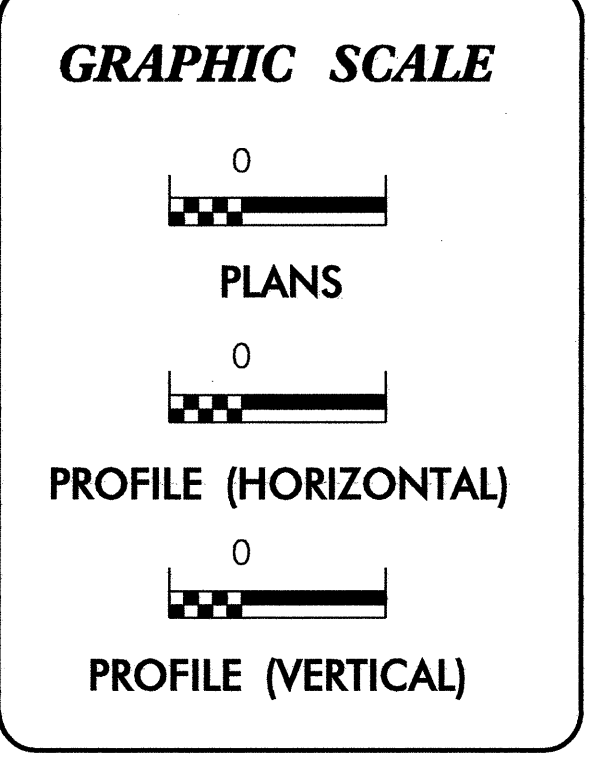 GRAPHIC SCALE
0
PLANS
0
PROFILE (HORIZONTAL)
0
PROFILE (VERTICAL)